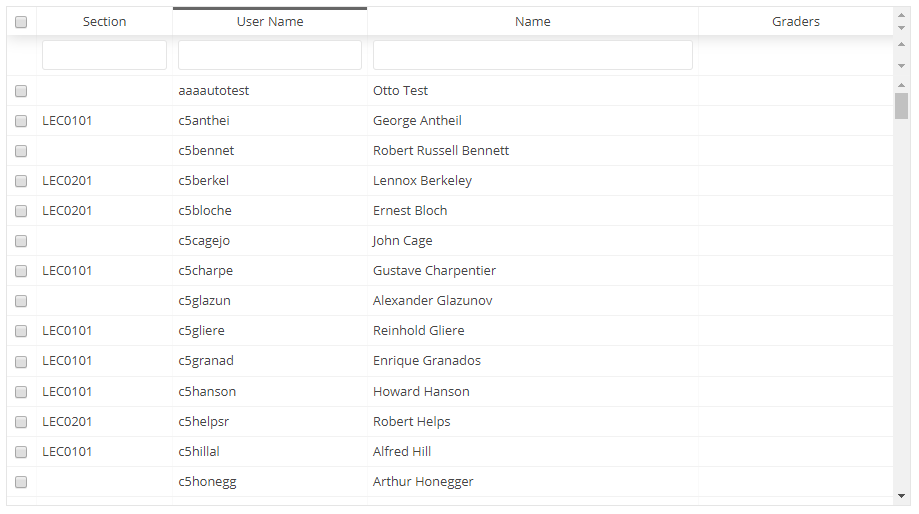 Section User Name Name Graders
aaaautotest Otto Test
LEC0101 c5anthei George Antheil
c5bennet Robert Russell Bennett
LEC0201 c5berkel Lennox Berkeley
LEC0201 c5bloche Ernest Bloch
c5cagejo John Cage
LEC0101 c5charpe Gustave Charpentier
c5glazun Alexander Glazunov
LEC0101 c5gliere Reinhold Gliere
LEC0101 c5granad Enrique Granados
LEC0101 c5hanson Howard Hanson
LEC0201 c5helpsr Robert Helps
LEC0101 c5hillal Alfred Hill
c5honegg Arthur Honegger